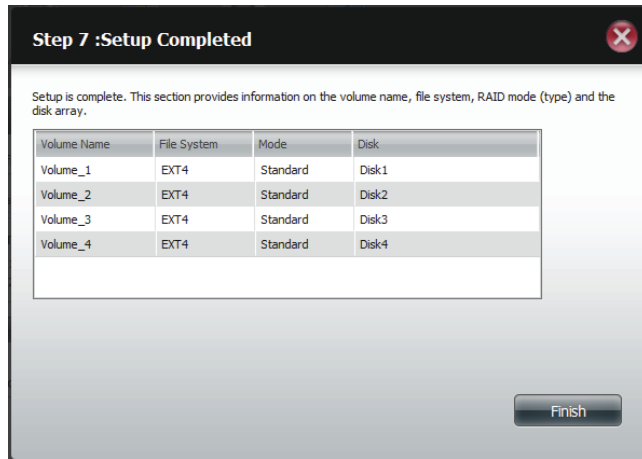 Step 7 :Setup Completed
Setup is complete. This section provides information on the volume name, file system, RAID mode (type) and the
disk array.
Volume Name File System Mode Disk
Volume_1 EXT4 Standard Disk1
Volume_2 EXT4 Standard Disk2
Volume_3 EXT4 Standard Disk3
Volume_4 EXT4 Standard Disk4
Finish